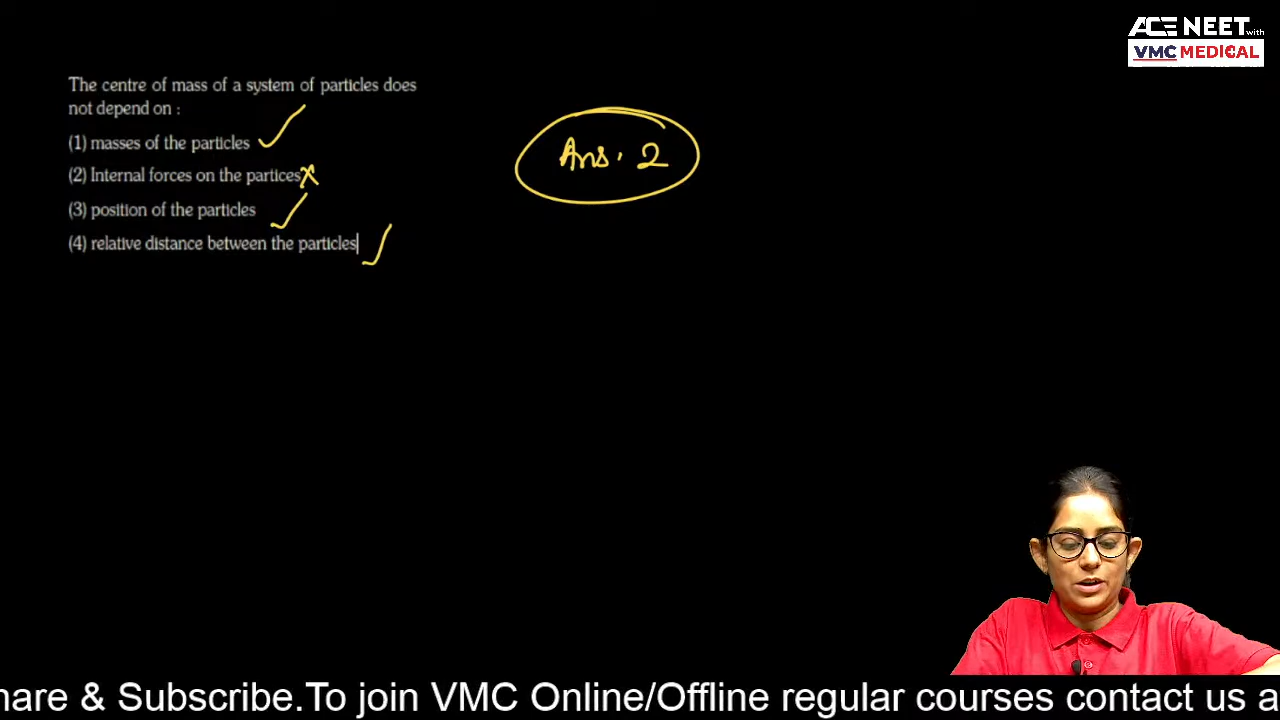 ACE NEET with
VMC MEDICAL
The centre of mass of a system of particles does
not depend on :
(1) masses of the particles
(2) Internal forces on the partices
(3) position of the particles
(4) relative distance between the particles
Ans. 2
hare & Subscribe.To join VMC Online/Offline regular courses contact us a